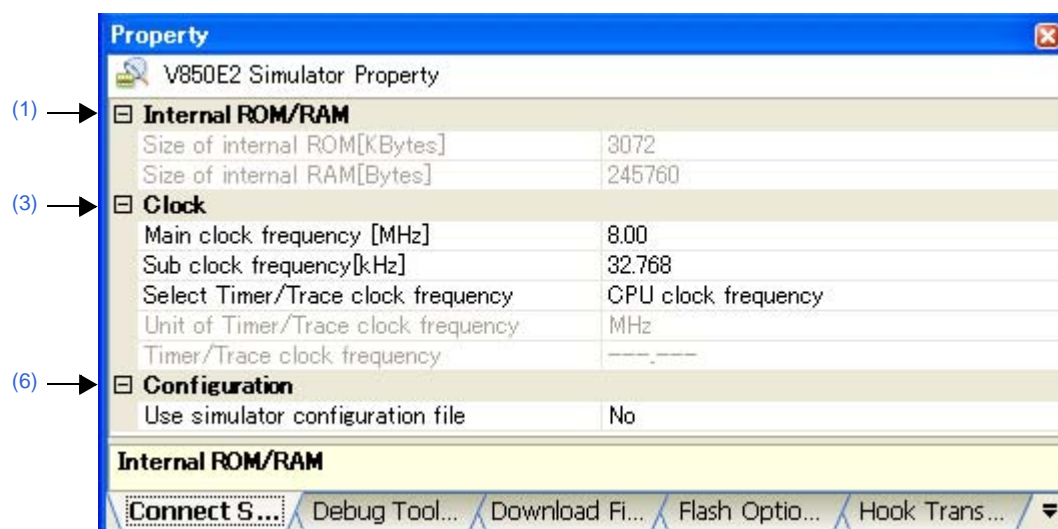 Property
V850E2 Simulator Property
(1) Internal ROM/RAM
Size of internal ROM[KBytes] 3072
Size of internal RAM[Bytes] 245760
(3) Clock
Main clock frequency [MHz] 8.00
Sub clock frequency[kHz] 32.768
Select Timer/Trace clock frequency CPU clock frequency
Unit of Timer/Trace clock frequency MHz
Timer/Trace clock frequency ---.---
(6) Configuration
Use simulator configuration file No
Internal ROM/RAM
Connect S... Debug Tool... Download Fi... Flash Optio... Hook Trans...